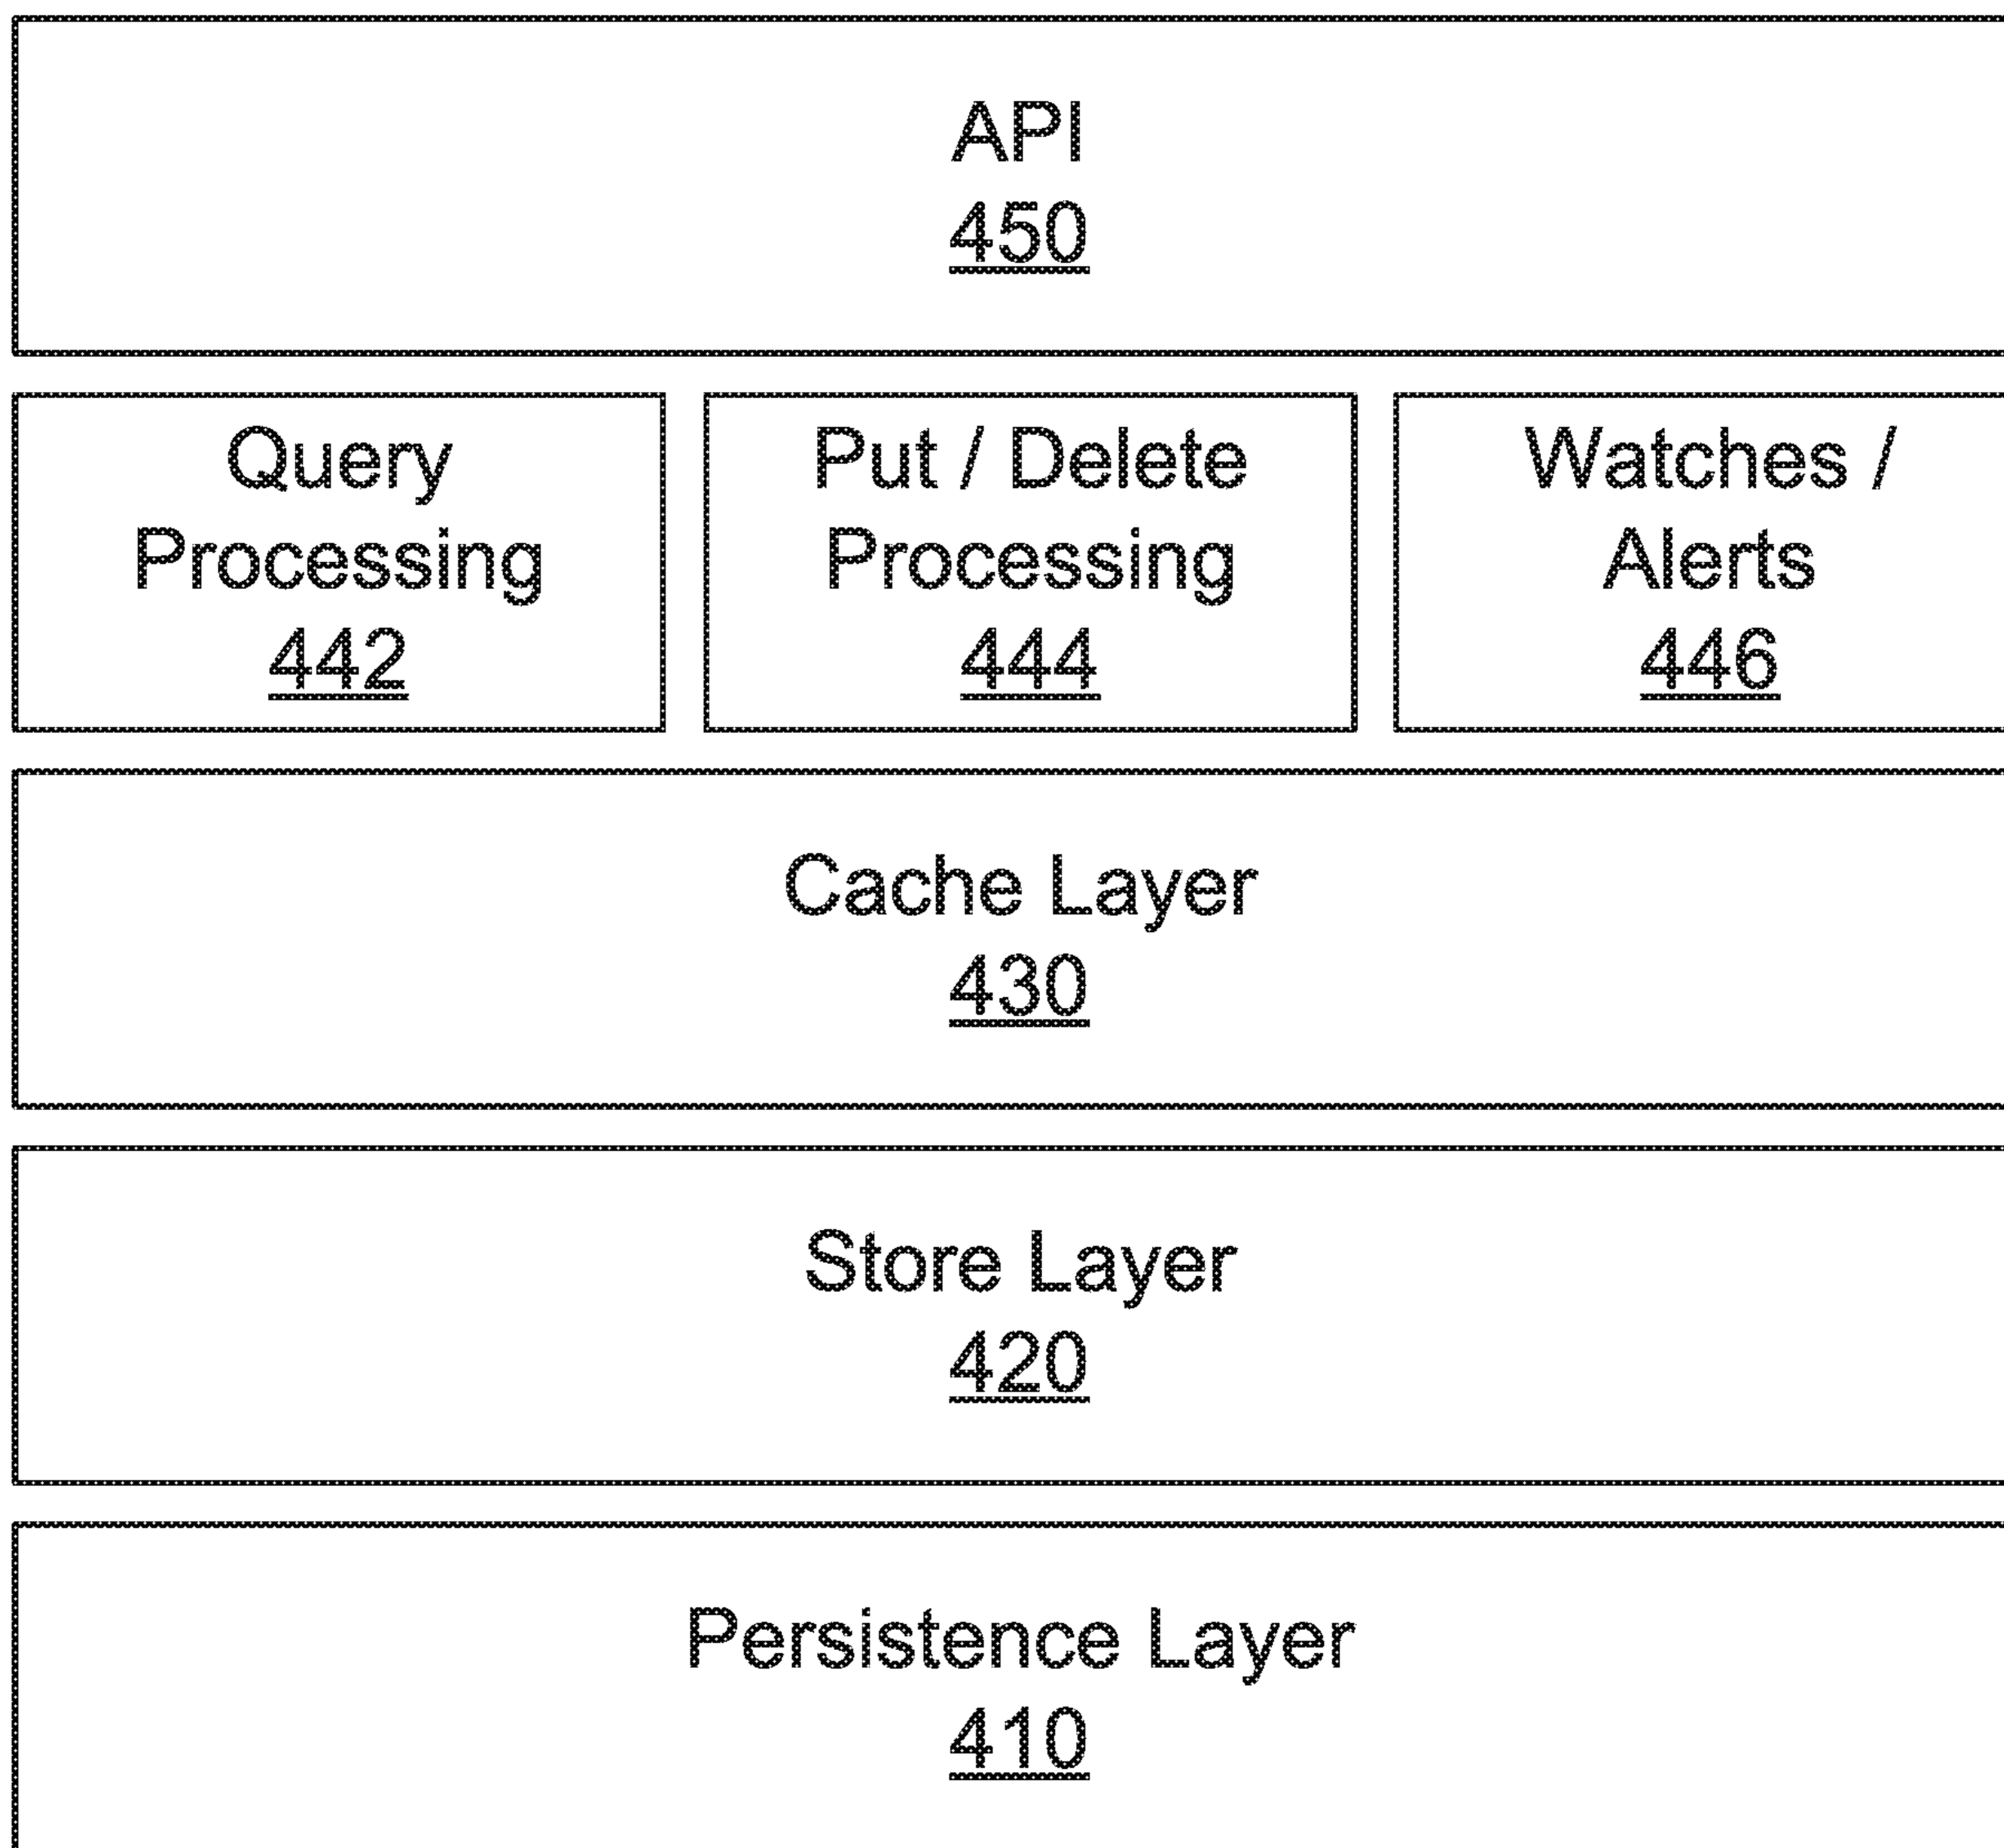 API
450
Query
Processing
442
Put / Delete
Processing
444
Watches /
Alerts
446
Cache Layer
430
Store Layer
420
Persistence Layer
410